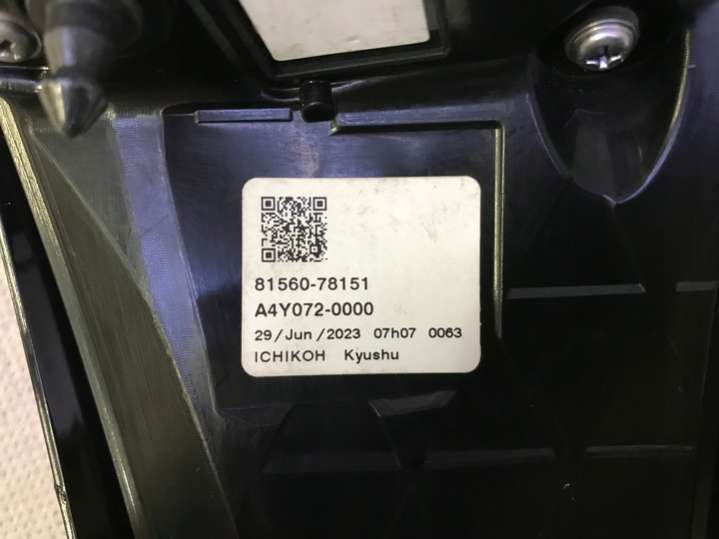 81560-78151
A4Y072-0000
29/Jun/2023 07h07 0063
ICHIKOH Kyushu